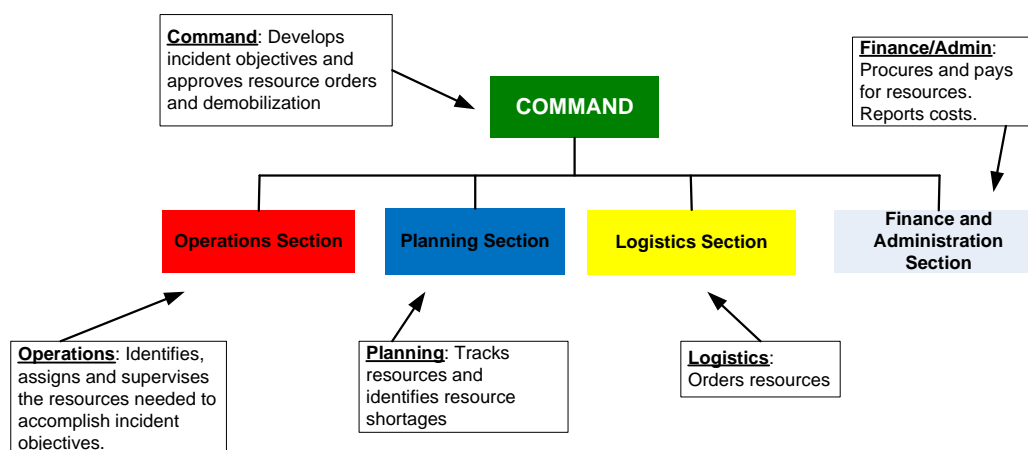 Command: Develops
incident objectives and
approves resource orders
and demobilization
Finance/Admin:
Procures and pays
for resources.
Reports costs.
COMMAND
Operations Section
Planning Section
Logistics Section
Finance and
Administration
Section
Operations: Identifies,
assigns and supervises
the resources needed to
accomplish incident
objectives.
Planning: Tracks
resources and
identifies resource
shortages
Logistics:
Orders resources